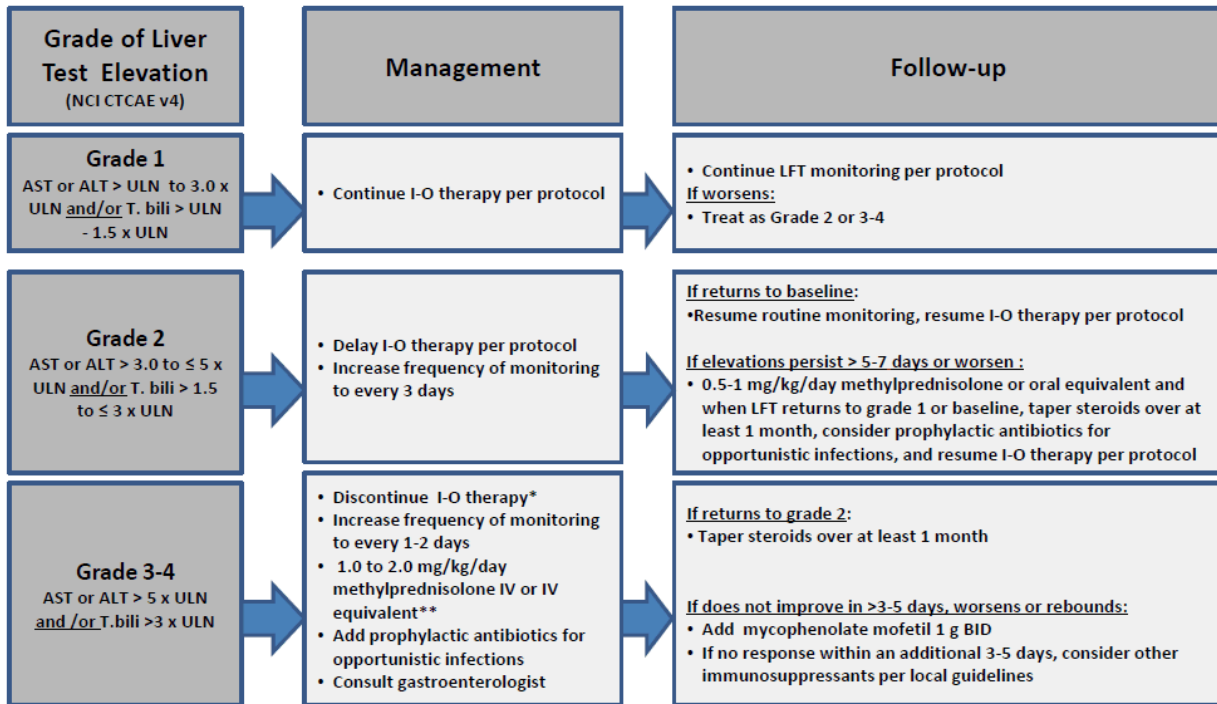 Grade of Liver
Test Elevation
(NCI CTCAE v4)
Management
Follow-up
Grade 1
AST or ALT > ULN to 3.0 x
ULN and/or T. bili > ULN
- 1.5 x ULN
• Continue I-O therapy per protocol
• Continue LFT monitoring per protocol
If worsens:
• Treat as Grade 2 or 3-4
Grade 2
AST or ALT > 3.0 to ≤ 5 x
ULN and/or T. bili > 1.5
to ≤ 3 x ULN
• Delay I-O therapy per protocol
• Increase frequency of monitoring
to every 3 days
If returns to baseline:
•Resume routine monitoring, resume I-O therapy per protocol
If elevations persist > 5-7 days or worsen :
• 0.5-1 mg/kg/day methylprednisolone or oral equivalent and
when LFT returns to grade 1 or baseline, taper steroids over at
least 1 month, consider prophylactic antibiotics for
opportunistic infections, and resume I-O therapy per protocol
Grade 3-4
AST or ALT > 5 x ULN
and /or T.bili >3 x ULN
• Discontinue I-O therapy*
• Increase frequency of monitoring
to every 1-2 days
• 1.0 to 2.0 mg/kg/day
methylprednisolone IV or IV
equivalent**
• Add prophylactic antibiotics for
opportunistic infections
• Consult gastroenterologist
If returns to grade 2:
• Taper steroids over at least 1 month
If does not improve in >3-5 days, worsens or rebounds:
• Add mycophenolate mofetil 1 g BID
• If no response within an additional 3-5 days, consider other
immunosuppressants per local guidelines